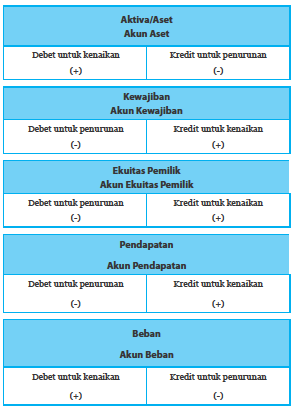 Aktiva/Aset
Akun Aset
Debet untuk kenaikan
Kredit untuk penurunan
(+)
(-)
Kewajiban
Akun Kewajiban
Debet untuk penurunan
Kredit untuk kenaikan
(-)
(+)
Ekuitas Pemilik
Akun Ekuitas Pemilik
Debet untuk penurunan
Kredit untuk kenaikan
(-)
(+)
Pendapatan
Akun Pendapatan
Debet untuk penurunan
Kredit untuk kenaikan
(-)
(+)
Beban
Akun Beban
Debet untuk kenaikan
Kredit untuk penurunan
(+)
(-)